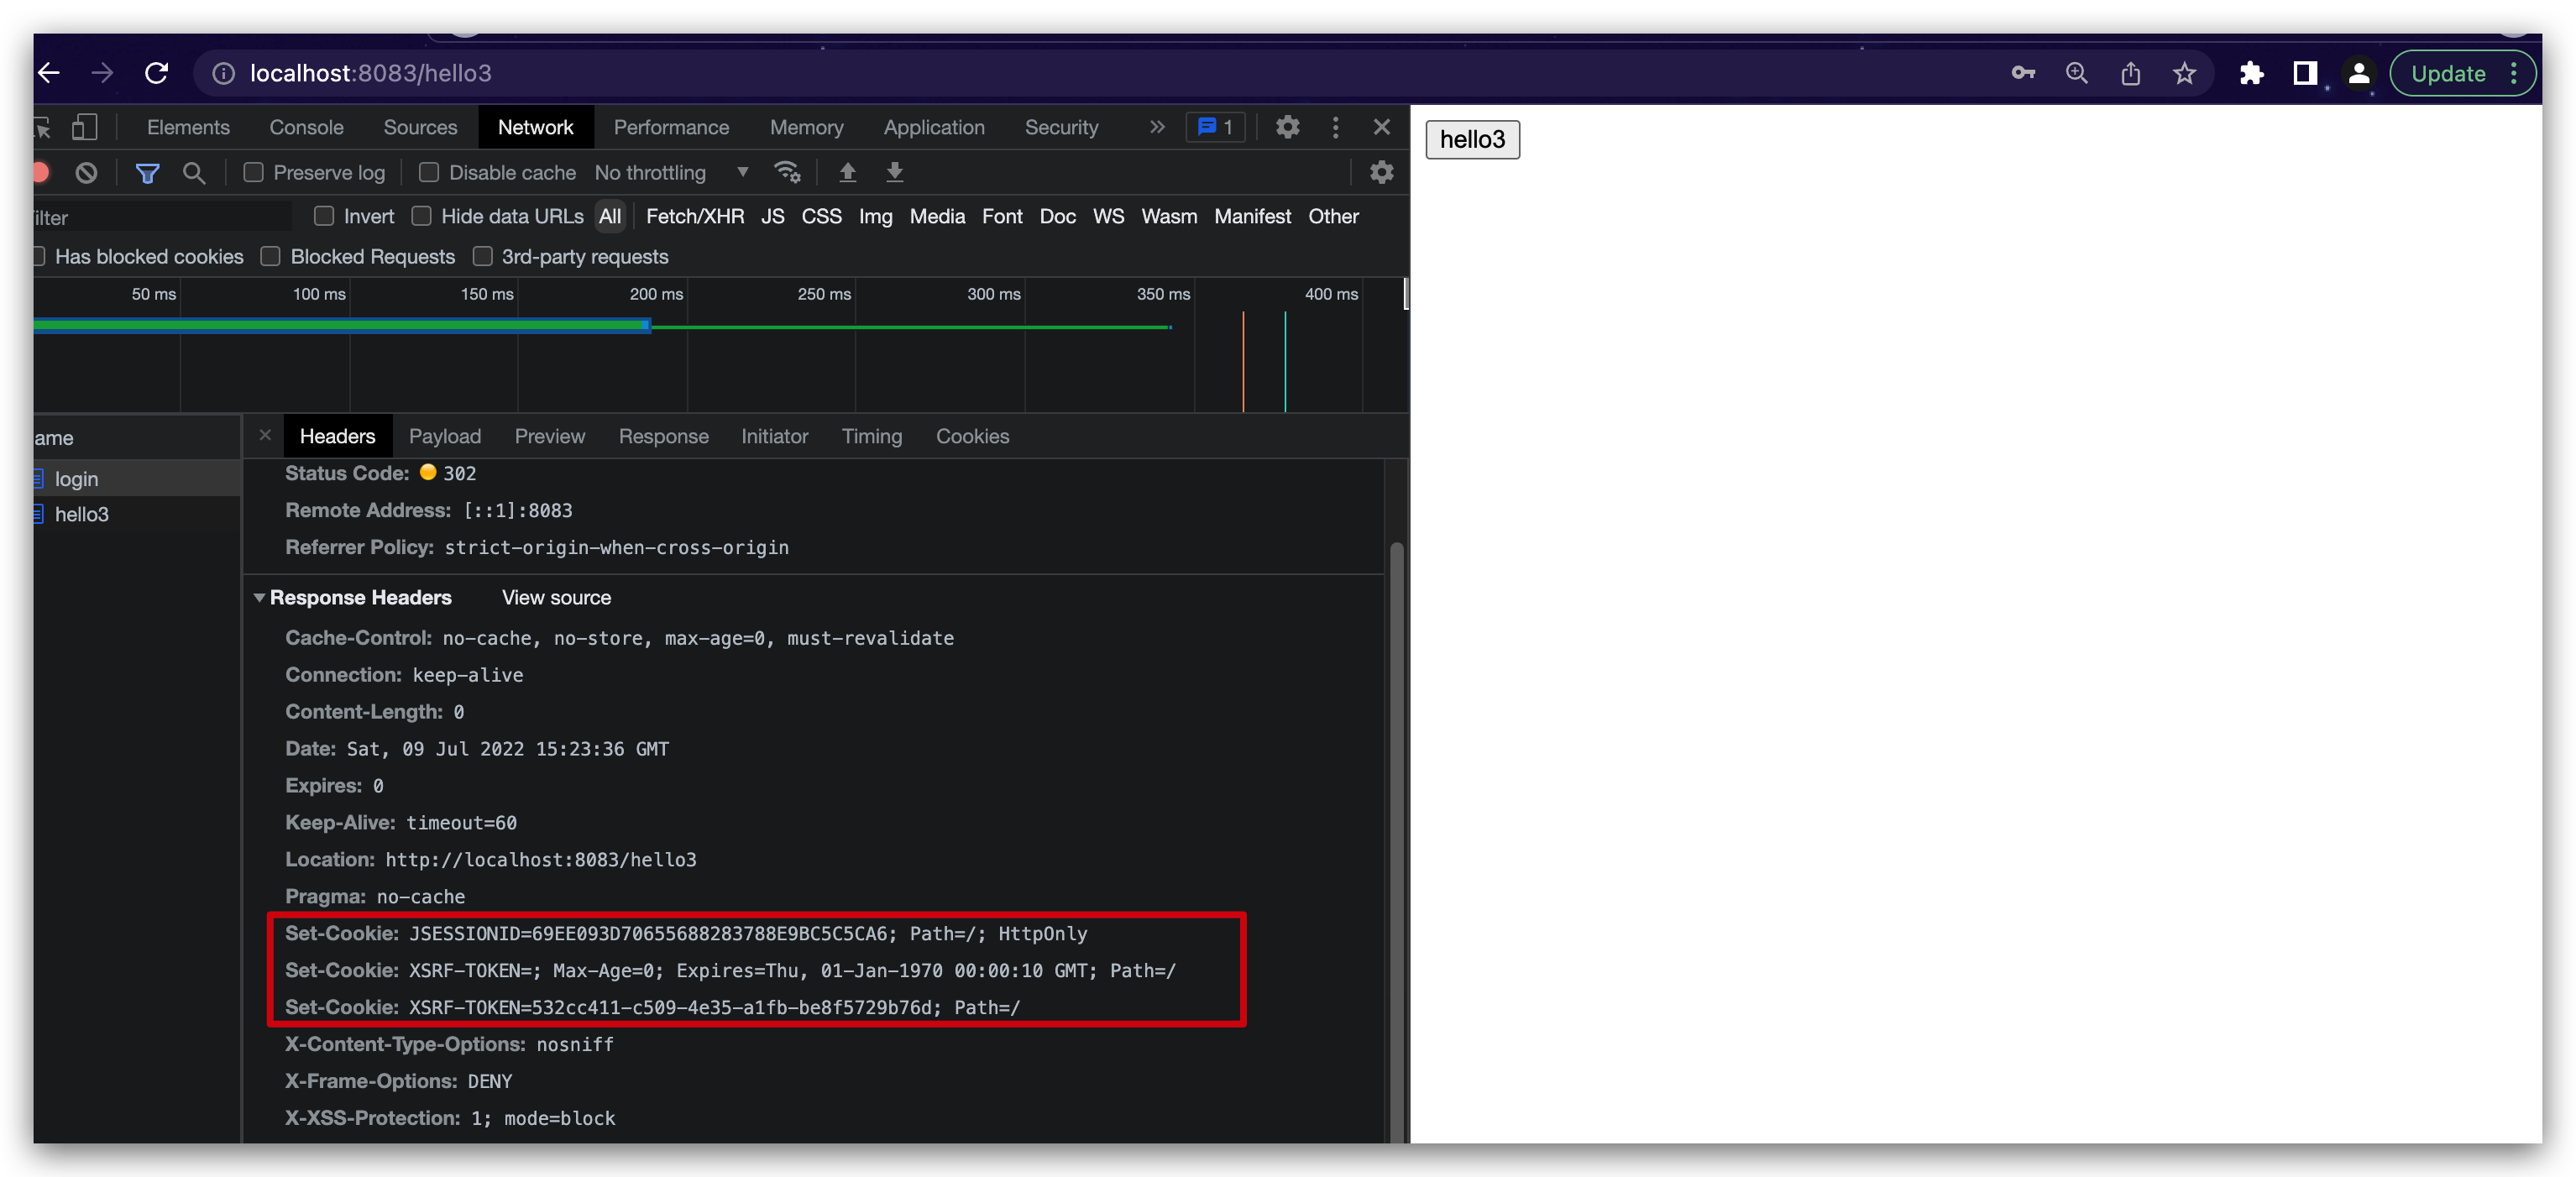 localhost:8083/hello3
Update
Elements Console Sources Network Performance Memory Application Security » 1
Preserve log Disable cache No throttling
ilter Invert Hide data URLs All Fetch/XHR JS CSS Img Media Font Doc WS Wasm Manifest Other
Has blocked cookies Blocked Requests 3rd-party requests
50 ms 100 ms 150 ms 200 ms 250 ms 300 ms 350 ms 400 ms
ame
login
hello3
Headers Payload Preview Response Initiator Timing Cookies
Status Code: 302
Remote Address: [::1]:8083
Referrer Policy: strict-origin-when-cross-origin
Response Headers View source
Cache-Control: no-cache, no-store, max-age=0, must-revalidate
Connection: keep-alive
Content-Length: 0
Date: Sat, 09 Jul 2022 15:23:36 GMT
Expires: 0
Keep-Alive: timeout=60
Location: http://localhost:8083/hello3
Pragma: no-cache
Set-Cookie: JSESSIONID=69EE093D70655688283788E9BC5C5CA6; Path=/; HttpOnly
Set-Cookie: XSRF-TOKEN=; Max-Age=0; Expires=Thu, 01-Jan-1970 00:00:10 GMT; Path=/
Set-Cookie: XSRF-TOKEN=532cc411-c509-4e35-a1fb-be8f5729b76d; Path=/
X-Content-Type-Options: nosniff
X-Frame-Options: DENY
X-XSS-Protection: 1; mode=block
hello3